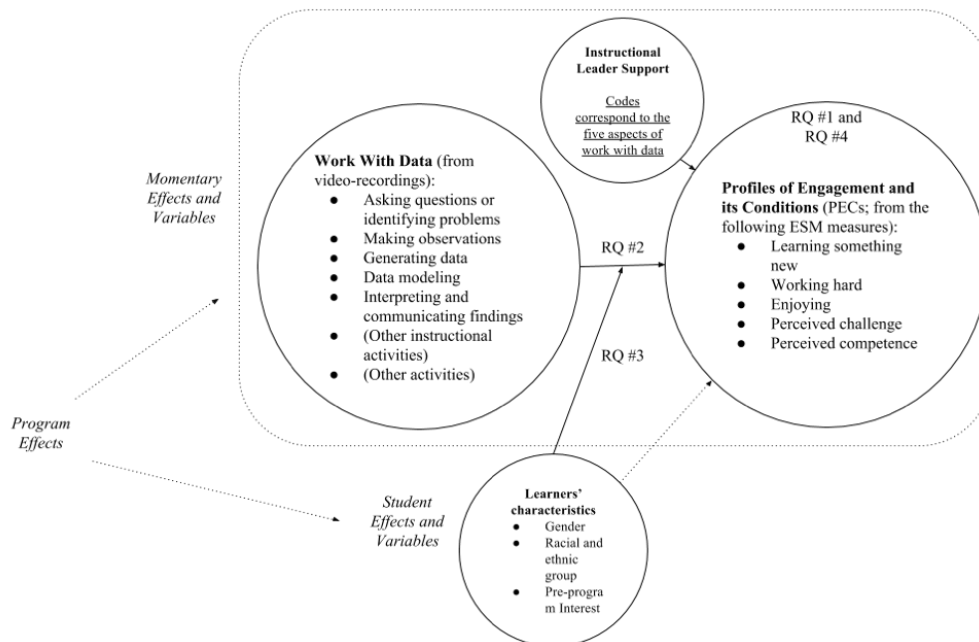 Instructional
Leader Support
Codes
correspond to the
five aspects of
work with data
RQ #1 and
RQ #4
Momentary
Effects and
Variables
Work With Data (from
video-recordings):
● Asking questions or
identifying problems
● Making observations
● Generating data
● Data modeling
● Interpreting and
communicating findings
● (Other instructional
activities)
● (Other activities)
RQ #2
RQ #3
Profiles of Engagement and
its Conditions (PECs; from the
following ESM measures):
● Learning something
new
● Working hard
● Enjoying
● Perceived challenge
● Perceived competence
Program
Effects
Student
Effects and
Variables
Learners'
characteristics
● Gender
● Racial and
ethnic
group
● Pre-progra
m Interest